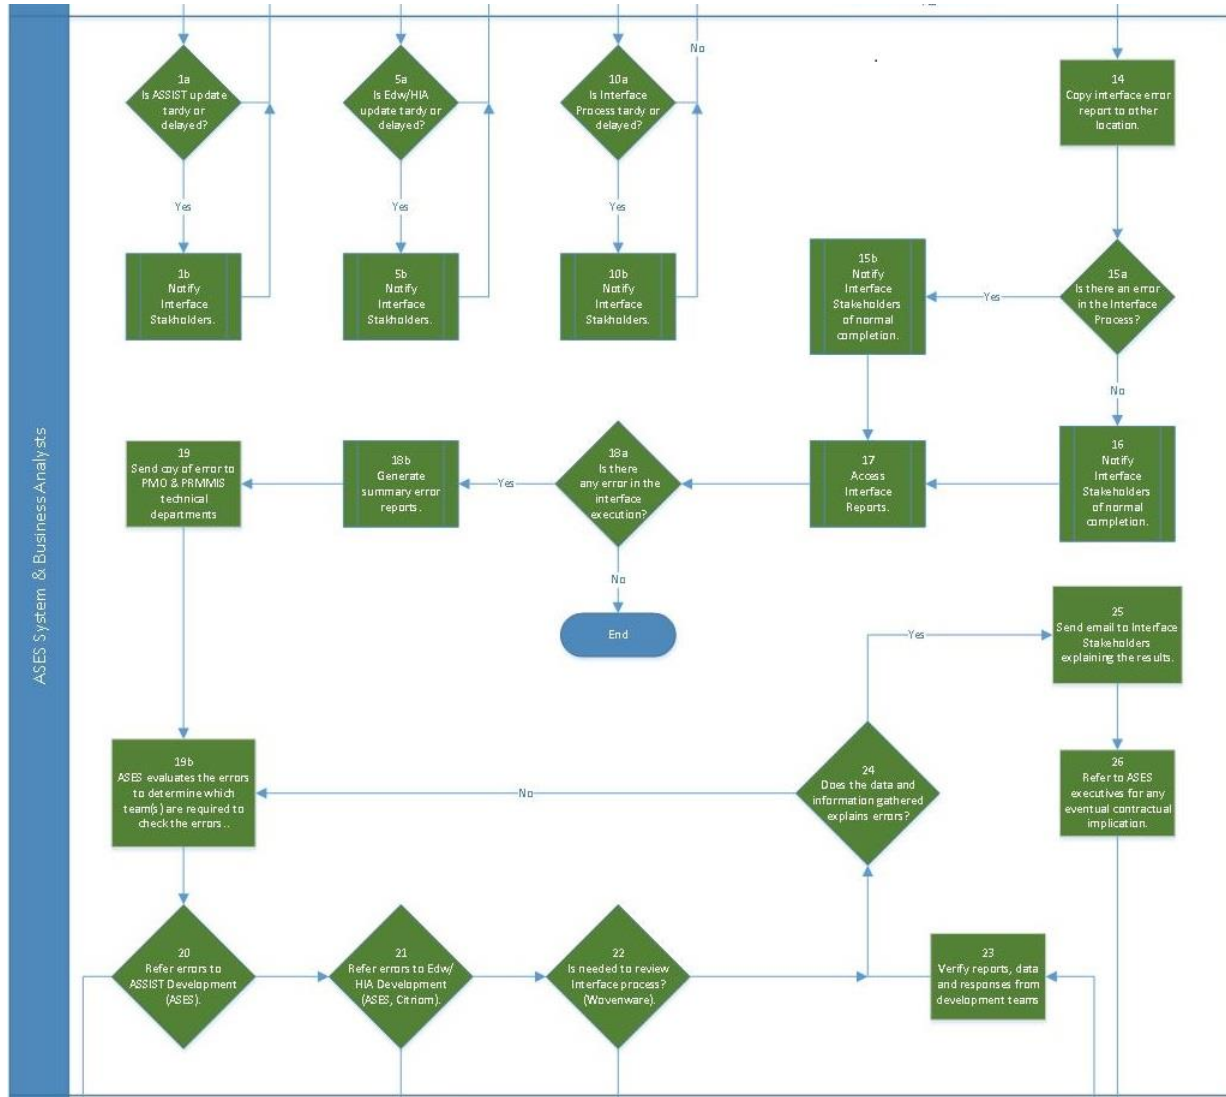 ASES System & Business Analysts
1a
Is ASSIST update
tardy or
delayed?
Yes
1b
Notify
Interface
Stakholders.
5a
Is Edw/HIA
update tardy or
delayed?
Yes
5b
Notify
Interface
Stakholders.
10a
Is Interface
Process tardy or
delayed?
No
Yes
10b
Notify
Interface
Stakholders.
14
Copy interface error
report to other
location.
15a
Is there an error
in the Interface
Process?
Yes
No
15b
Notify
Interface
Stakeholders
of normal
completion.
16
Notify
Interface
Stakeholders
of normal
completion.
17
Access
Interface
Reports.
18a
Is there
any error in the
interface
execution?
Yes
No
End
18b
Generate
summary error
reports.
19
Send coy of error to
PMO & PRMMIS
technical
departments
19b
ASES evaluates the errors
to determine which
team(s) are required to
check the errors..
20
Refer errors to
ASSIST Development
(ASES).
21
Refer errors to Edw/
HIA Development
(ASES, Citriom).
22
Is needed to review
Interface process?
(Wovenware).
23
Verify reports, data
and responses from
development teams
24
Does the data and
information gathered
explains errors?
No
Yes
25
Send email to Interface
Stakeholders
explaining the results.
26
Refer to ASES
executives for any
eventual contractual
implication.